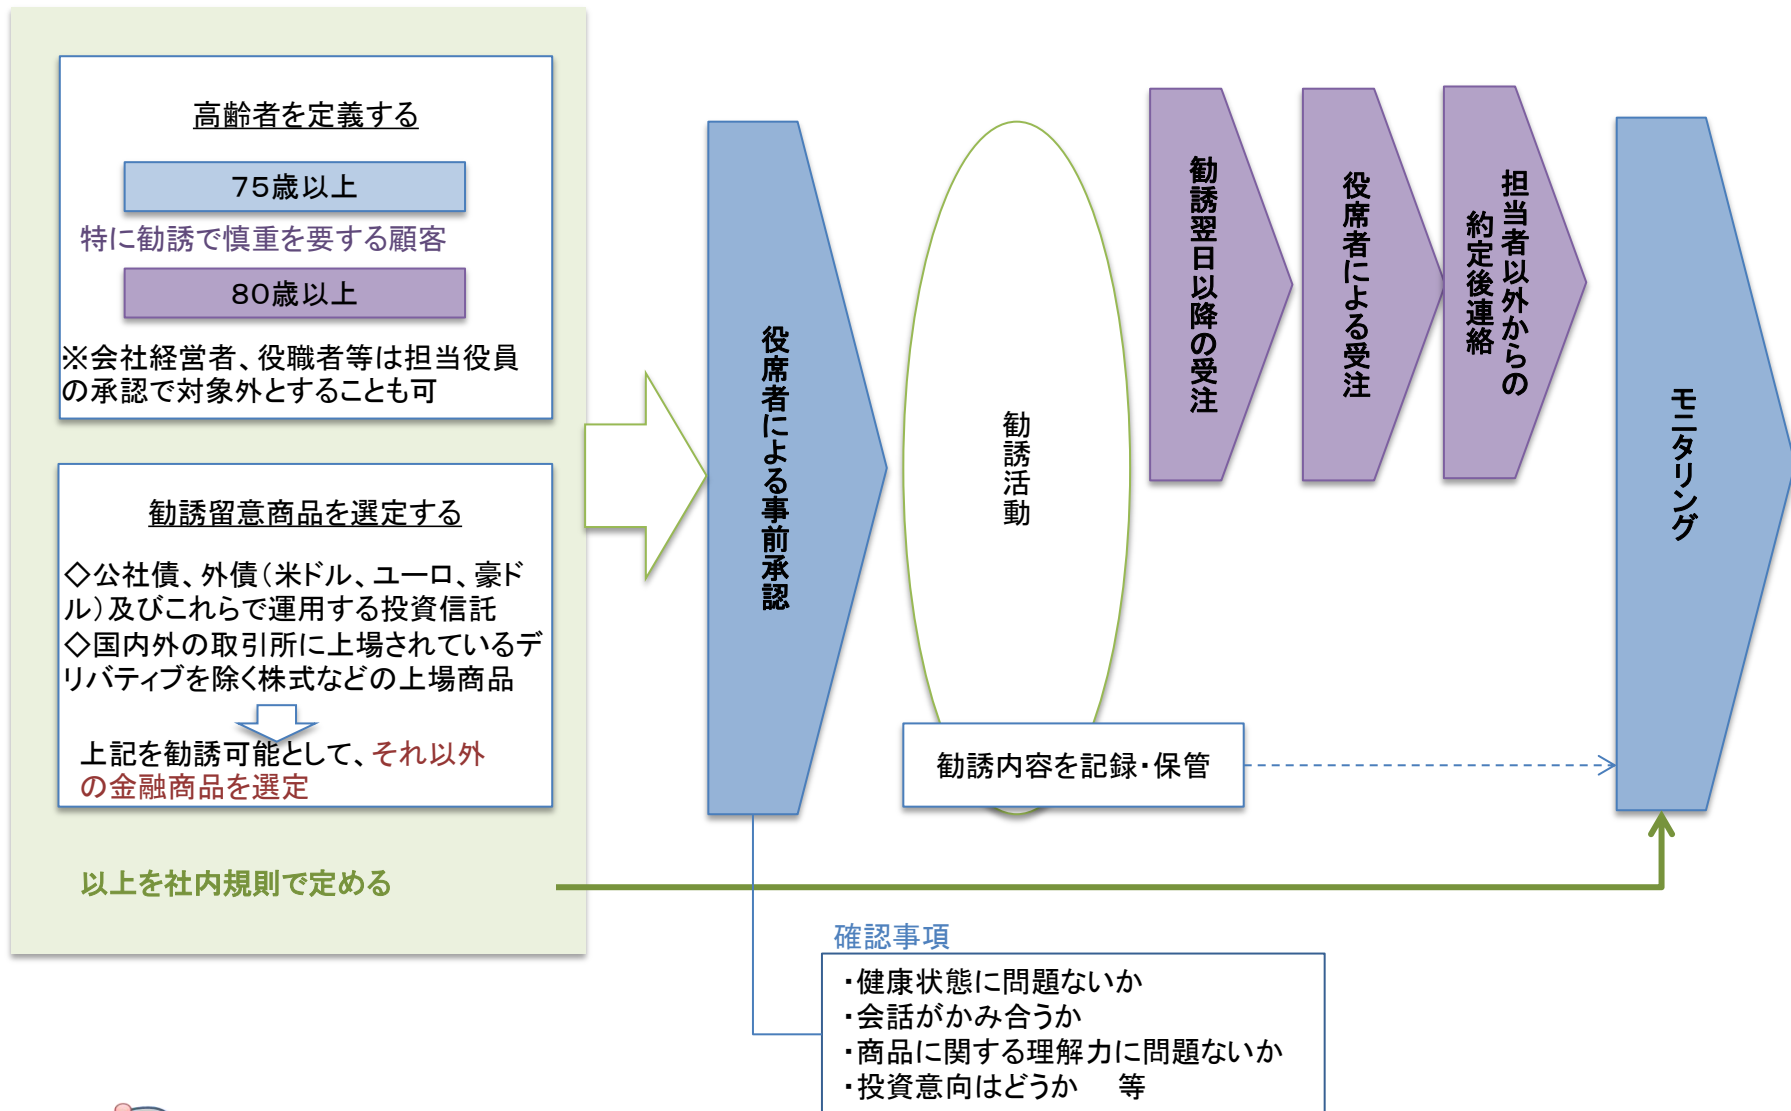 高齢者を定義する
75歳以上
特に勧誘で慎重を要する顧客
80歳以上
※会社経営者、役職者等は担当役員
の承認で対象外とすることも可
勧誘留意商品を選定する
◇公社債、外債（米ドル、ユーロ、豪ド
ル）及びこれらで運用する投資信託
◇国内外の取引所に上場されているデ
リバティブを除く株式などの上場商品
上記を勧誘可能として、それ以外
の金融商品を選定
以上を社内規則で定める
役席者による事前承認
勧誘活動
勧誘内容を記録・保管
勧誘翌日以降の受注
役席者による受注
担当者以外からの
約定後連絡
モニタリング
確認事項
・健康状態に問題ないか
・会話がかみ合うか
・商品に関する理解力に問題ないか
・投資意向はどうか　等